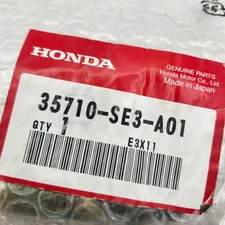 HONDA
GENUINE PARTS
Honda Motor Co., Ltd.
Made in Japan
35710-SE3-A01
QTY 1
E3X11